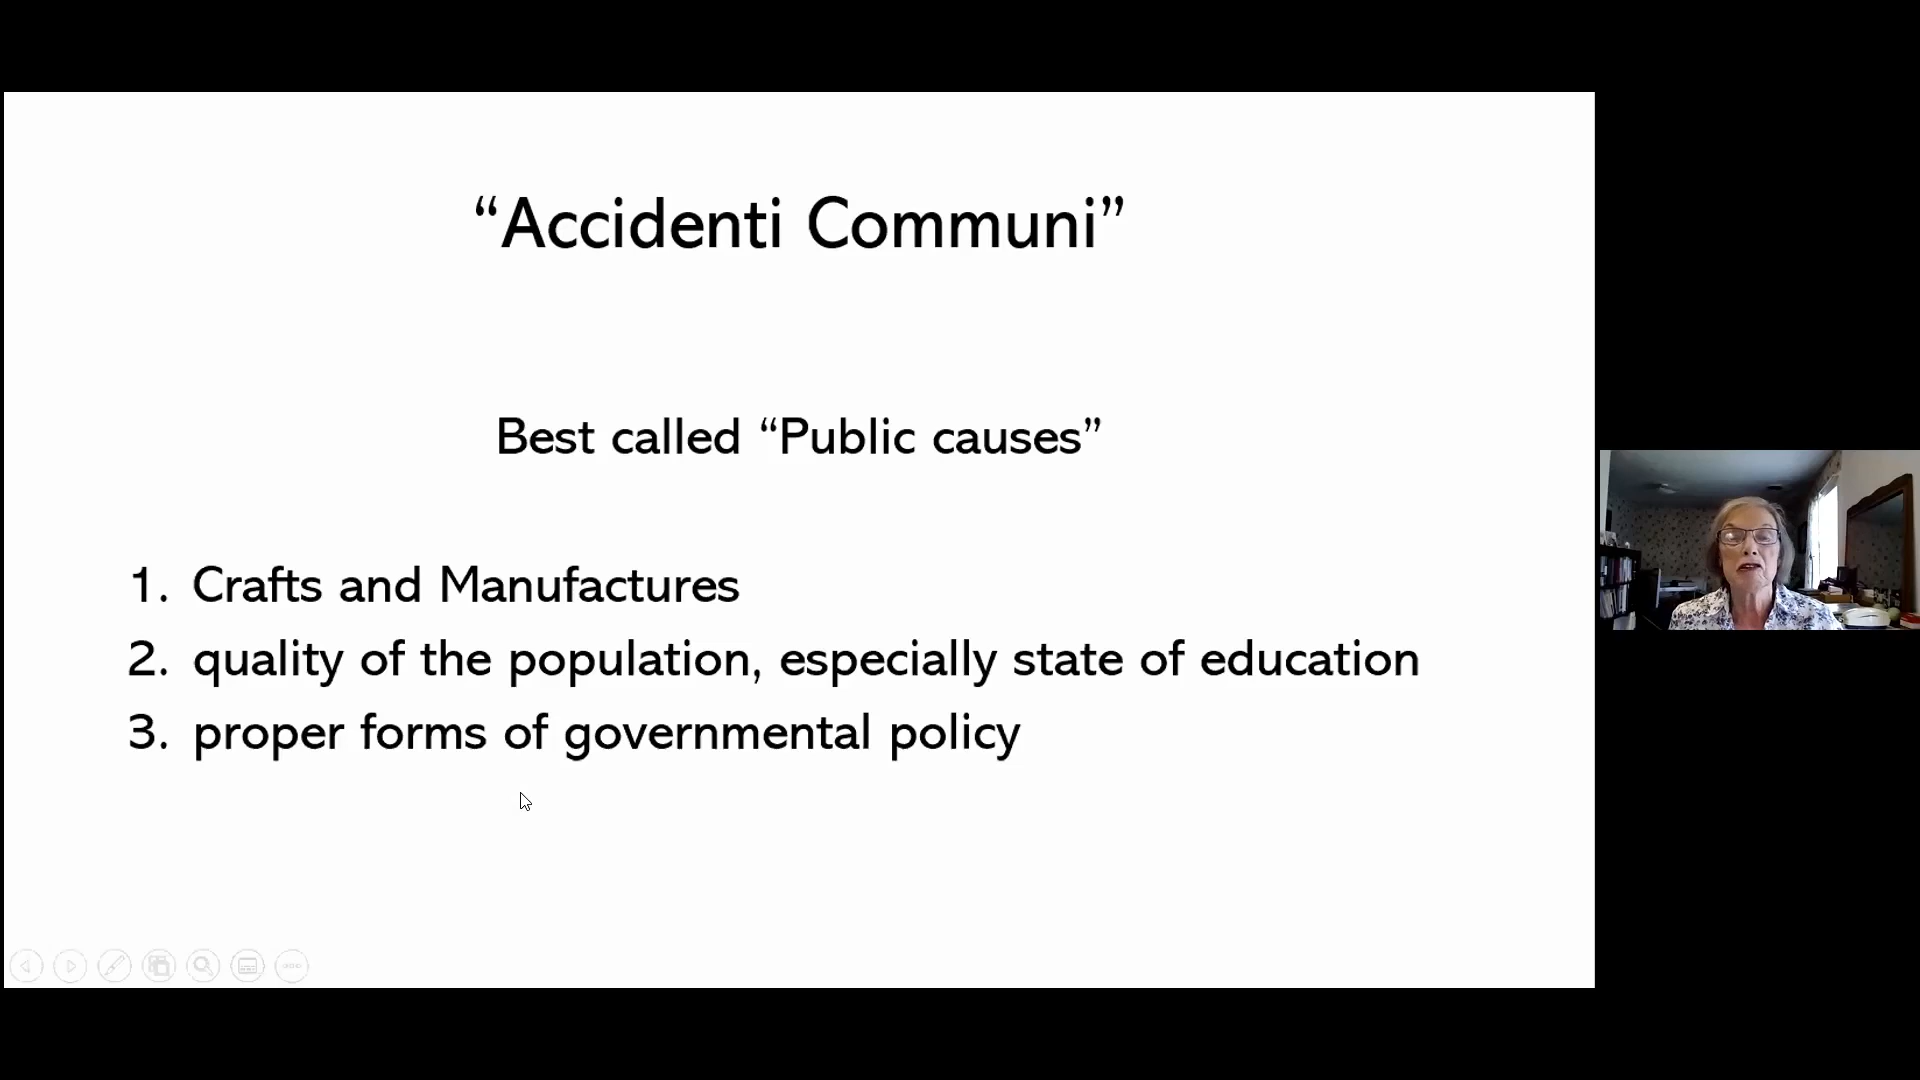 “Accidenti Communi”
Best called “Public causes”
1. Crafts and Manufactures
2. quality of the population, especially state of education
3. proper forms of governmental policy